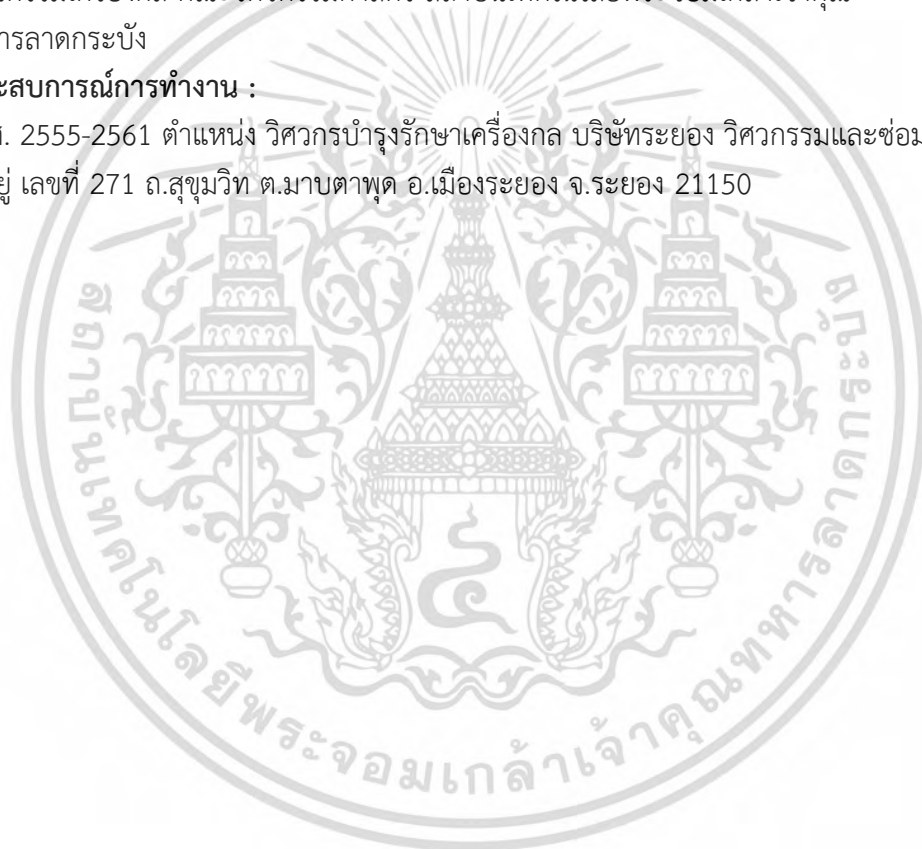 ารลาดกระบัง
ะสบการณ์การทำงาน :
ศ. 2555-2561 ตำแหน่ง วิศวกรบำรุงรักษาเครื่องกล บริษัทระยอง วิศวกรรมและซ่อม
ยู่ เลขที่ 271 ถ.สุขุมวิท ต.มาบตาพุด อ.เมืองระยอง จ.ระยอง 21150
สถาบันเทคโนโลยีพระจอมเกล้าเจ้าคุณทหารลาดกระบัง
๔